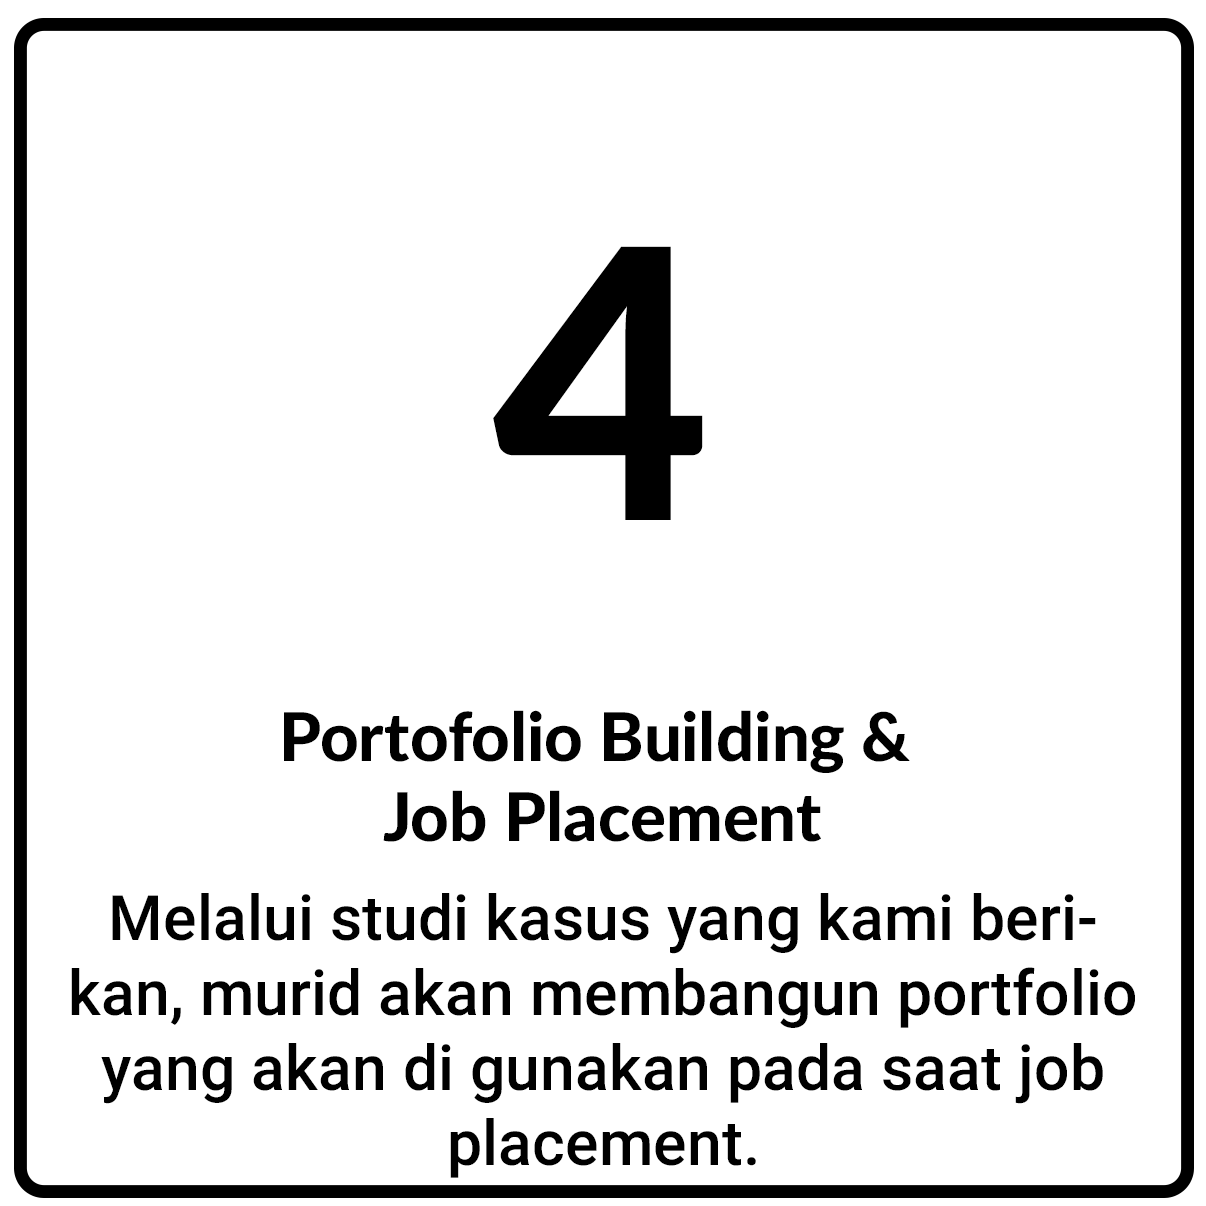 4
Portofolio Building &
Job Placement
Melalui studi kasus yang kami beri-
kan, murid akan membangun portfolio
yang akan di gunakan pada saat job
placement.